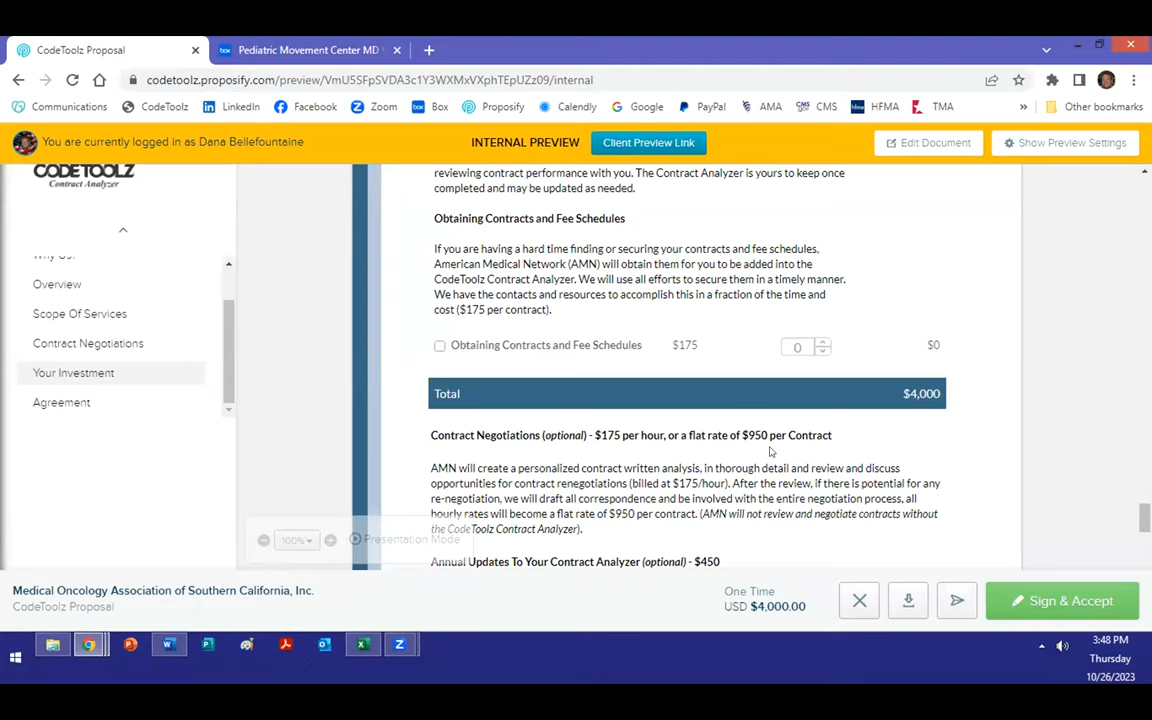 CodeToolz Proposal
Pediatric Movement Center MD
codetoolz.proposify.com/preview/VmU5SFpSVDA3c1Y3WXMxVXphTEpUZz09/internal
Communications CodeToolz LinkedIn Facebook Zoom Box Proposify Calendly Google PayPal AMA CMS HFMA TMA » Other bookmarks
You are currently logged in as Dana Bellefountaine
INTERNAL PREVIEW
Client Preview Link
Edit Document
Show Preview Settings
CODETOOLZ
Contract Analyzer
Why Us?
Overview
Scope Of Services
Contract Negotiations
Your Investment
Agreement
reviewing contract performance with you. The Contract Analyzer is yours to keep once
completed and may be updated as needed.
Obtaining Contracts and Fee Schedules
If you are having a hard time finding or securing your contracts and fee schedules,
American Medical Network (AMN) will obtain them for you to be added into the
CodeToolz Contract Analyzer. We will use all efforts to secure them in a timely manner.
We have the contacts and resources to accomplish this in a fraction of the time and
cost ($175 per contract).
Obtaining Contracts and Fee Schedules $175 0 $0
Total $4,000
Contract Negotiations (optional) - $175 per hour, or a flat rate of $950 per Contract
AMN will create a personalized contract written analysis, in thorough detail and review and discuss
opportunities for contract renegotiations (billed at $175/hour). After the review, if there is potential for any
re-negotiation, we will draft all correspondence and be involved with the entire negotiation process, all
hourly rates will become a flat rate of $950 per contract. (AMN will not review and negotiate contracts without
the CodeToolz Contract Analyzer).
100%
Presentation Mode
Annual Updates To Your Contract Analyzer (optional) - $450
Medical Oncology Association of Southern California, Inc.
CodeToolz Proposal
One Time
USD $4,000.00
Sign & Accept
3:48 PM
Thursday
10/26/2023